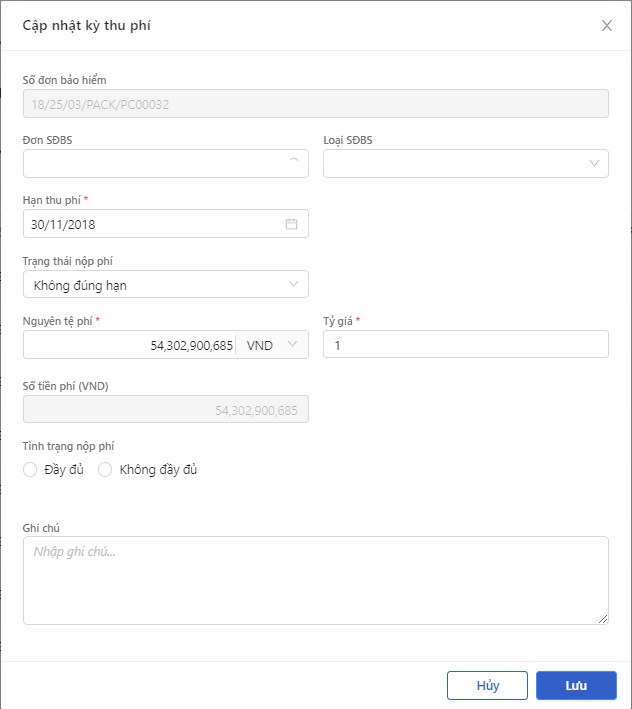 Cập nhật kỳ thu phí
Số đơn bảo hiểm
18/25/03/PACK/PC00032
Đơn SĐBS
Loại SĐBS
Hạn thu phí *
30/11/2018
Trạng thái nộp phí
Không đúng hạn
Nguyên tệ phí *
Tỷ giá *
54,302,900,685 VND
1
Số tiền phí (VND)
54,302,900,685
Tình trạng nộp phí
Đầy đủ
Không đầy đủ
Ghi chú
Nhập ghi chú...
Hủy
Lưu